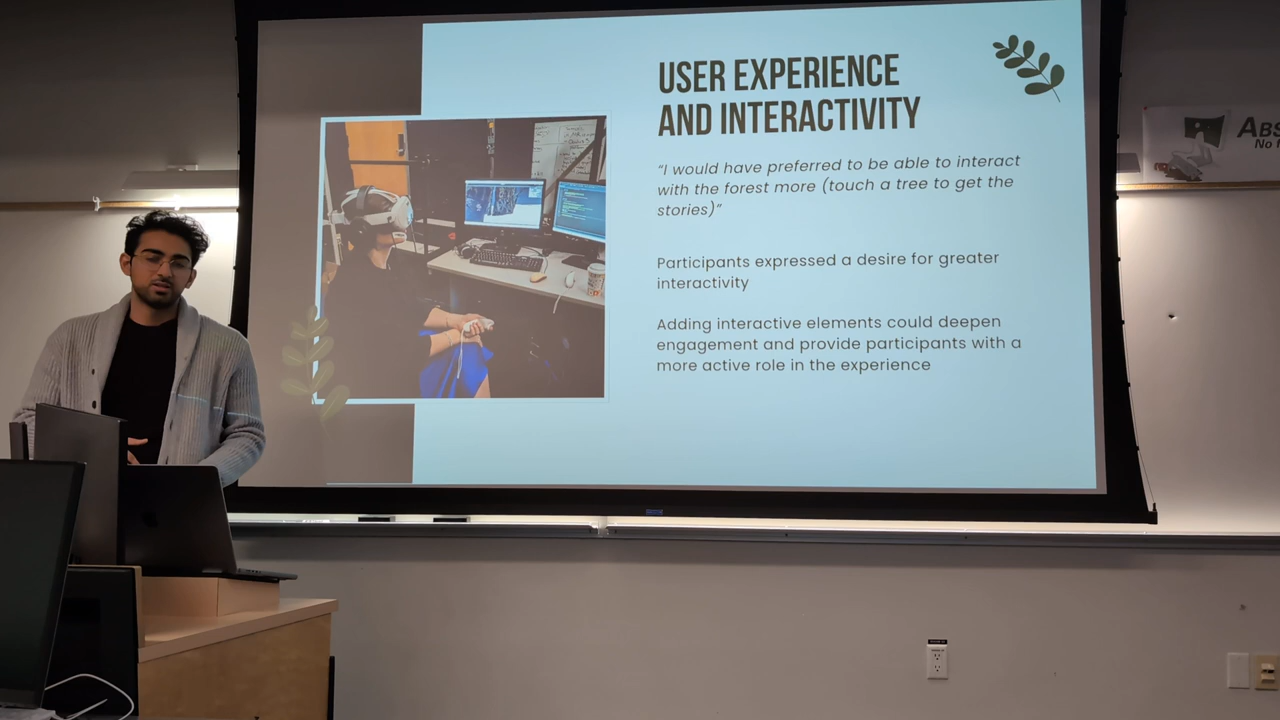 USER EXPERIENCE
AND INTERACTIVITY
“I would have preferred to be able to interact
with the forest more (touch a tree to get the
stories)”
Participants expressed a desire for greater
interactivity
Adding interactive elements could deepen
engagement and provide participants with a
more active role in the experience